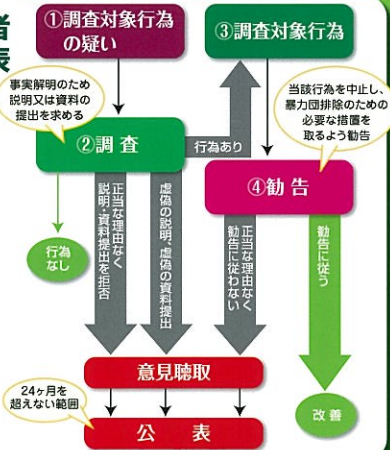 者
表
①調査対象行為
の疑い
③調査対象行為
事実解明のため
説明又は資料の
提出を求める
当該行為を中止し、
暴力団排除のための
必要な措置を
取るよう勧告
②調査
行為あり
④勧告
行為
なし
正当な理由なく
説明・資料提出を拒否
虚偽の説明、虚偽の資料提出
正当な理由なく
勧告に従わない
勧告に従う
意見聴取
24ヶ月を
超えない範囲
公表
改善